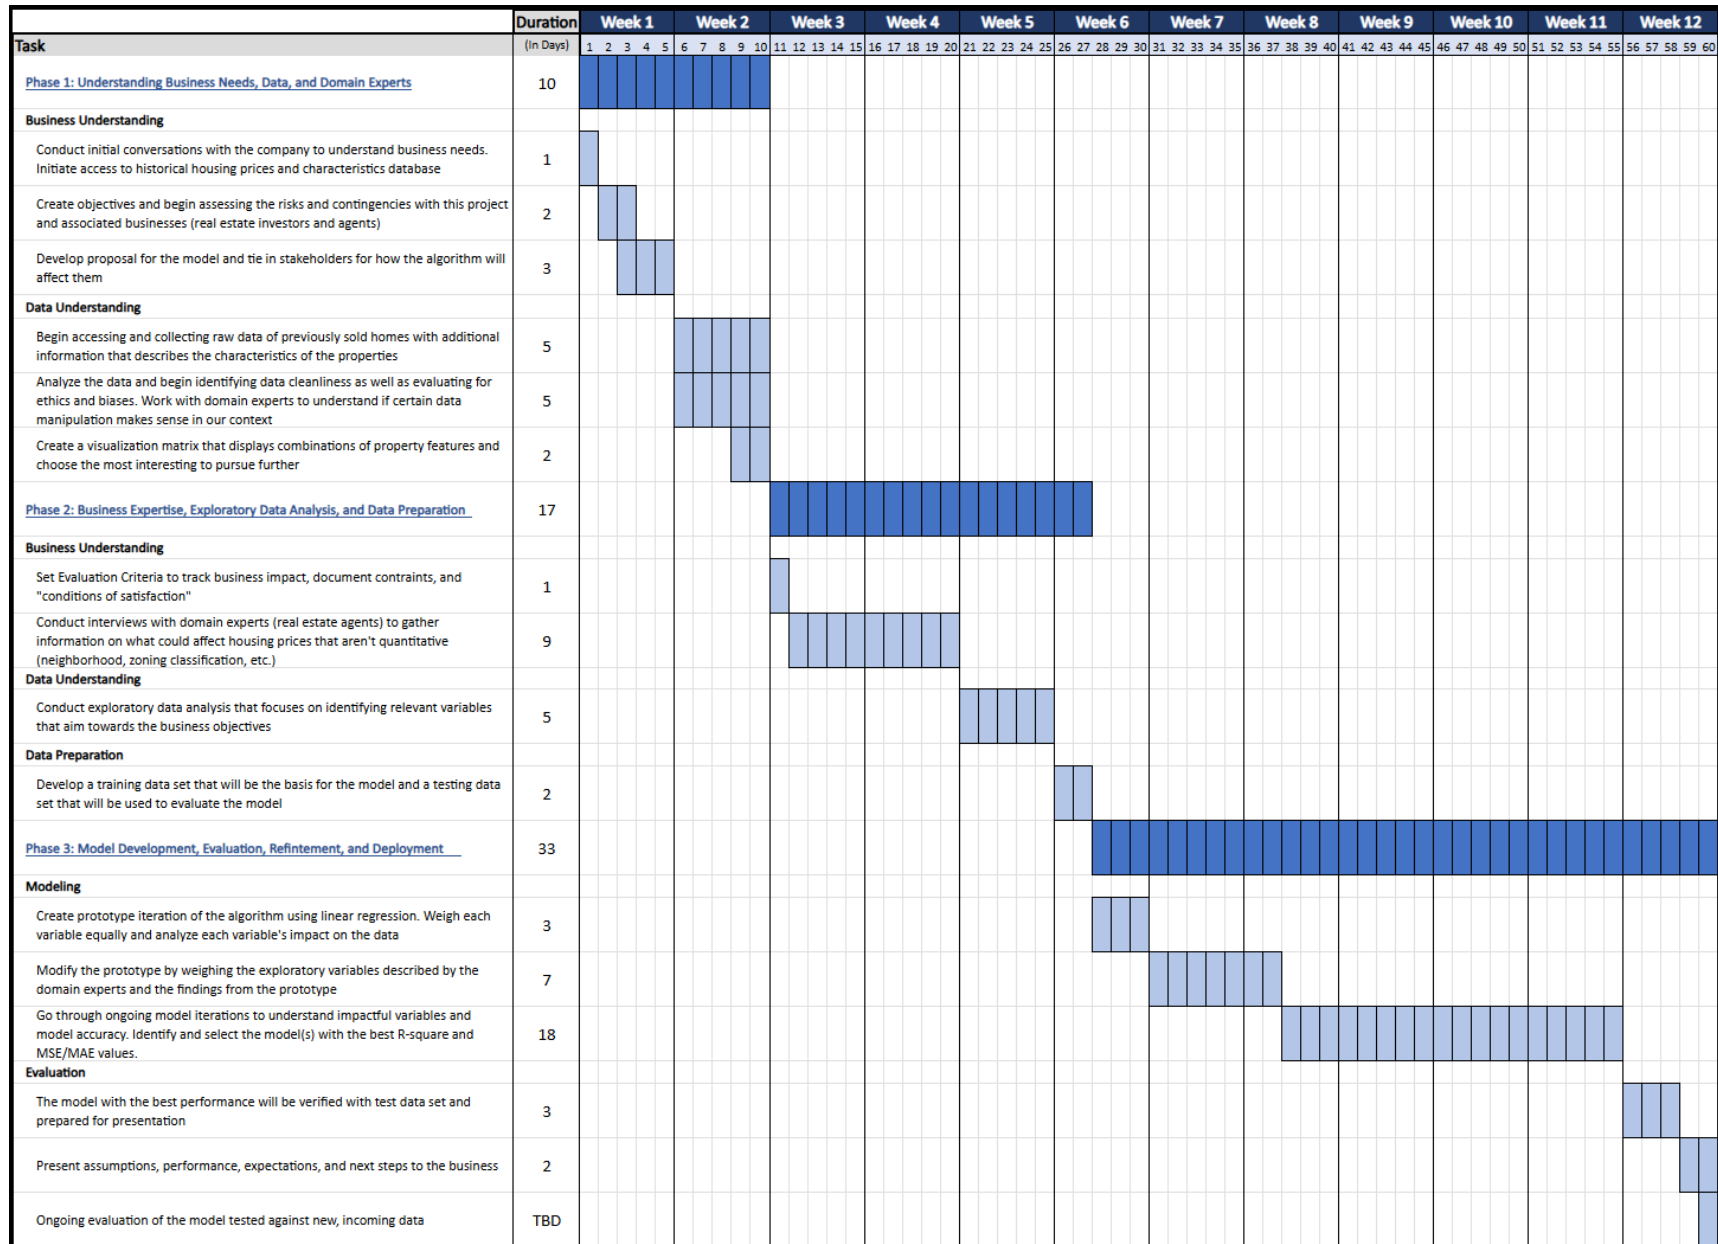 Duration Week 1 Week 2 Week 3 Week 4 Week 5 Week 6 Week 7 Week 8 Week 9 Week 10 Week 11 Week 12
Task (In Days) 1 2 3 4 5 6 7 8 9 10 11 12 13 14 15 16 17 18 19 20 21 22 23 24 25 26 27 28 29 30 31 32 33 34 35 36 37 38 39 40 41 42 43 44 45 46 47 48 49 50 51 52 53 54 55 56 57 58 59 60
Phase 1: Understanding Business Needs, Data, and Domain Experts 10
Business Understanding
Conduct initial conversations with the company to understand business needs.
Initiate access to historical housing prices and characteristics database
1
Create objectives and begin assessing the risks and contingencies with this project
and associated businesses (real estate investors and agents)
2
Develop proposal for the model and tie in stakeholders for how the algorithm will
affect them
3
Data Understanding
Begin accessing and collecting raw data of previously sold homes with additional
information that describes the characteristics of the properties
5
Analyze the data and begin identifying data cleanliness as well as evaluating for
ethics and biases. Work with domain experts to understand if certain data
manipulation makes sense in our context
5
Create a visualization matrix that displays combinations of property features and
choose the most interesting to pursue further
2
Phase 2: Business Expertise, Exploratory Data Analysis, and Data Preparation 17
Business Understanding
Set Evaluation Criteria to track business impact, document contraints, and
"conditions of satisfaction"
1
Conduct interviews with domain experts (real estate agents) to gather
information on what could affect housing prices that aren't quantitative
(neighborhood, zoning classification, etc.)
9
Data Understanding
Conduct exploratory data analysis that focuses on identifying relevant variables
that aim towards the business objectives
5
Data Preparation
Develop a training data set that will be the basis for the model and a testing data
set that will be used to evaluate the model
2
Phase 3: Model Development, Evaluation, Refintement, and Deployment 33
Modeling
Create prototype iteration of the algorithm using linear regression. Weigh each
variable equally and analyze each variable's impact on the data
3
Modify the prototype by weighing the exploratory variables described by the
domain experts and the findings from the prototype
7
Go through ongoing model iterations to understand impactful variables and
model accuracy. Identify and select the model(s) with the best R-square and
MSE/MAE values.
18
Evaluation
The model with the best performance will be verified with test data set and
prepared for presentation
3
Present assumptions, performance, expectations, and next steps to the business 2
Ongoing evaluation of the model tested against new, incoming data TBD